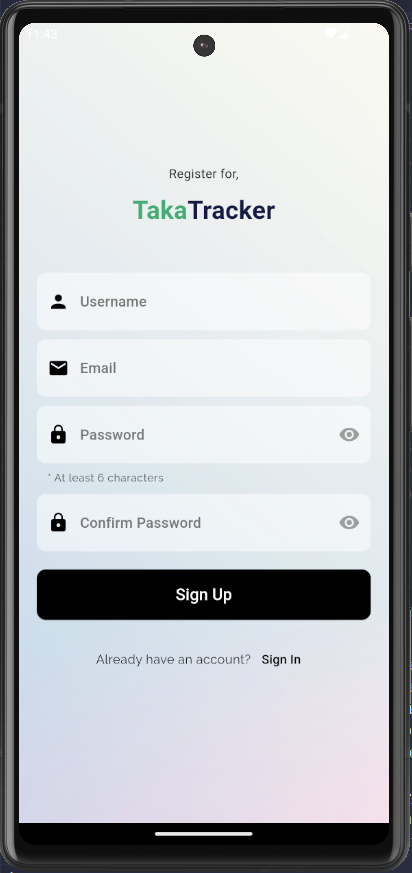 11:43
Register for,
TakaTracker
Username
Email
Password
* At least 6 characters
Confirm Password
Sign Up
Already have an account? Sign In